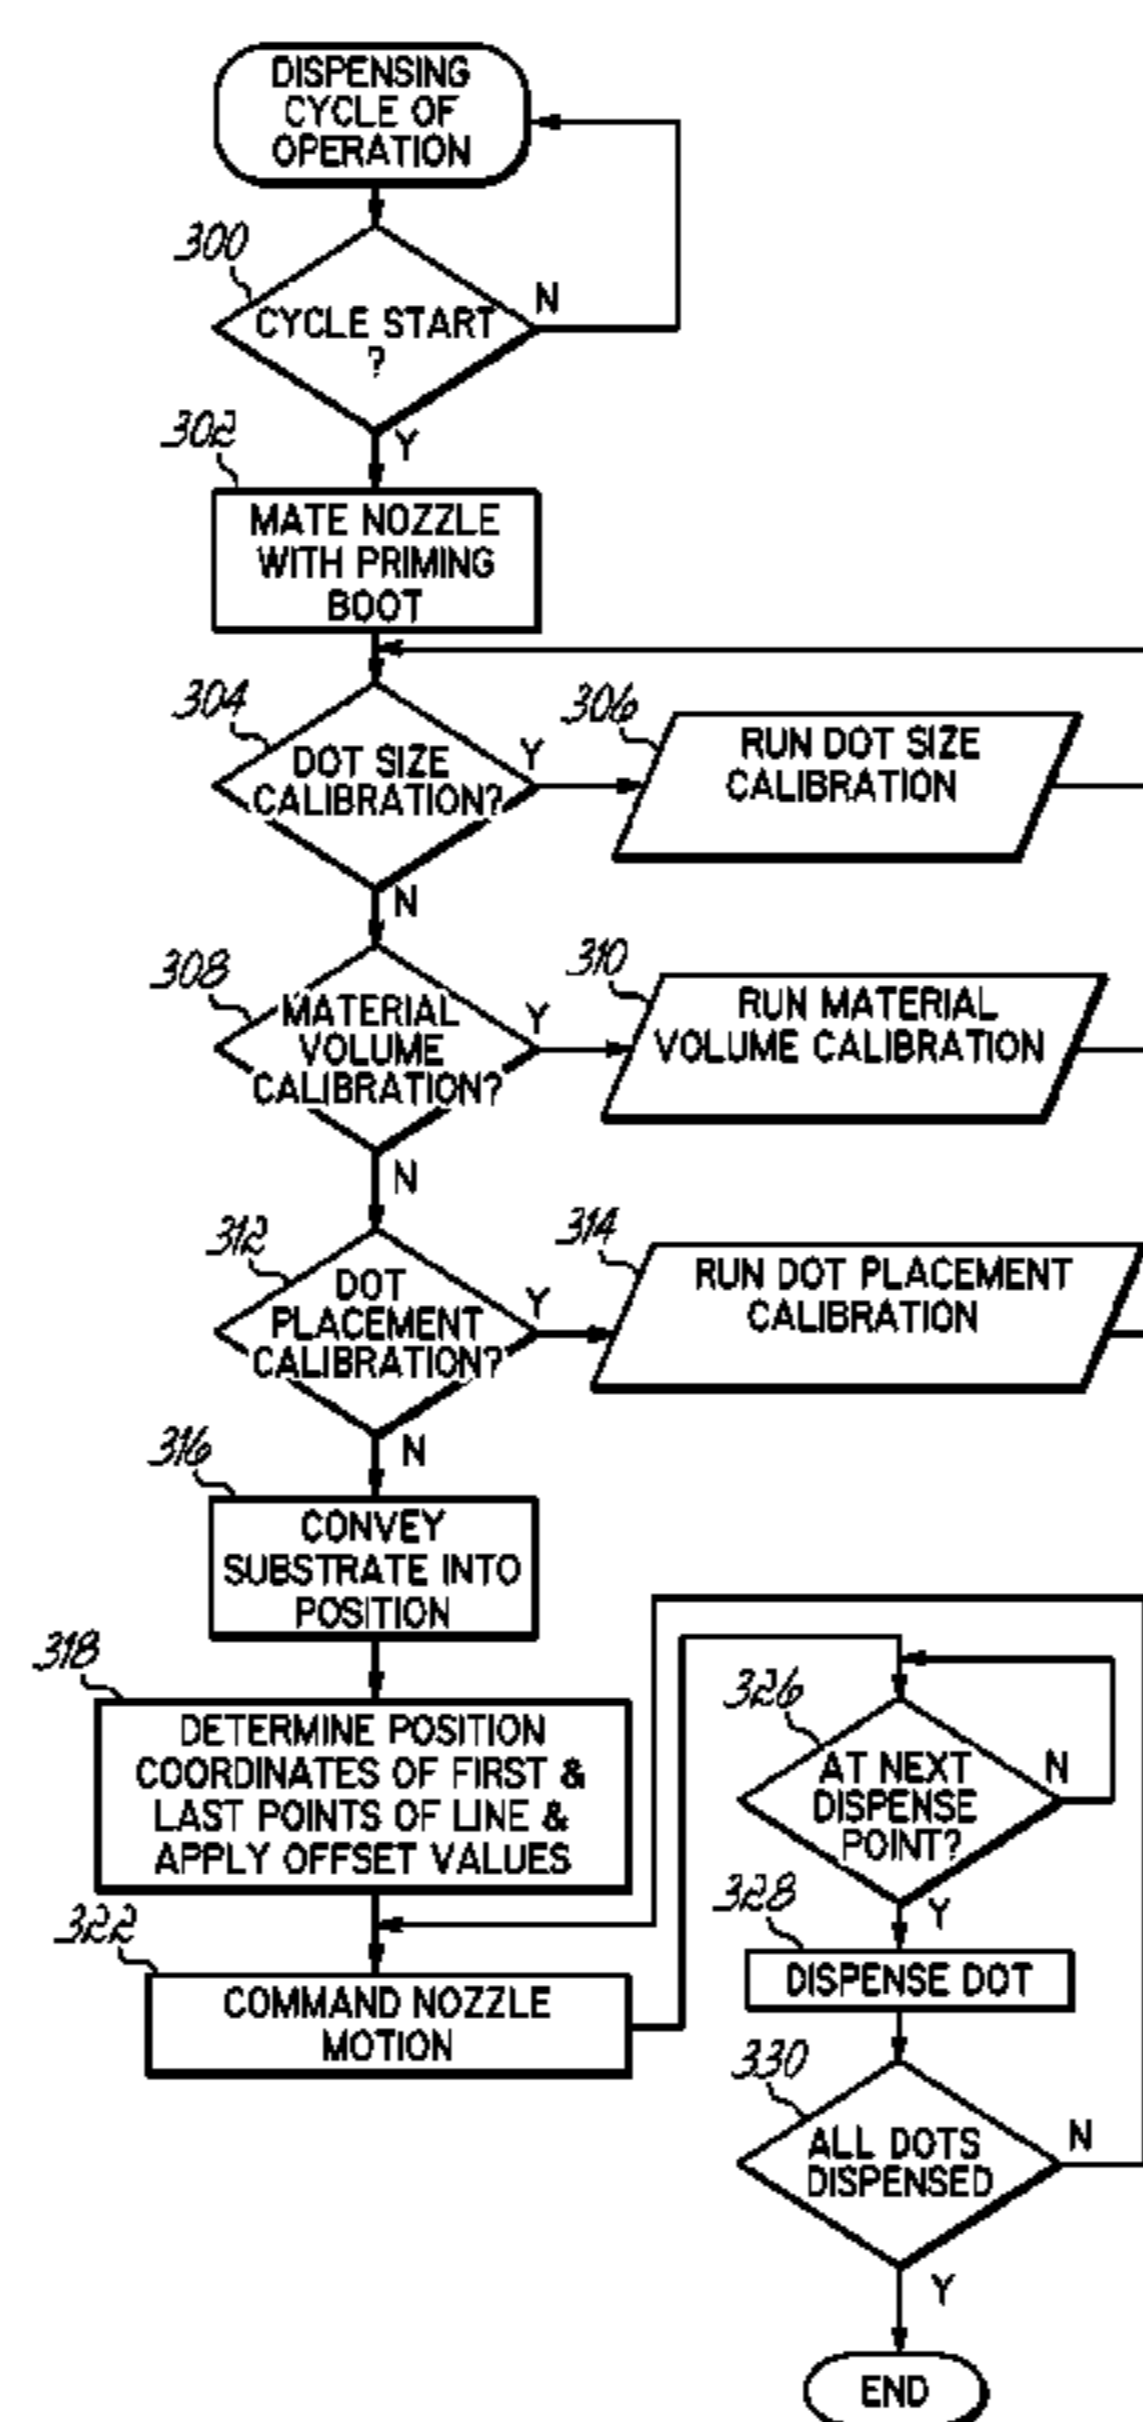 DISPENSING
CYCLE OF
OPERATION
300
CYCLE START
?
N
Y
302
MATE NOZZLE
WITH PRIMING
BOOT
304
DOT SIZE
CALIBRATION?
Y
N
306
RUN DOT SIZE
CALIBRATION
308
MATERIAL
VOLUME
CALIBRATION?
Y
N
310
RUN MATERIAL
VOLUME CALIBRATION
312
DOT
PLACEMENT
CALIBRATION?
Y
N
314
RUN DOT PLACEMENT
CALIBRATION
316
CONVEY
SUBSTRATE INTO
POSITION
318
DETERMINE POSITION
COORDINATES OF FIRST &
LAST POINTS OF LINE &
APPLY OFFSET VALUES
322
COMMAND NOZZLE
MOTION
326
AT NEXT
DISPENSE
POINT?
N
Y
328
DISPENSE DOT
330
ALL DOTS
DISPENSED
N
Y
END